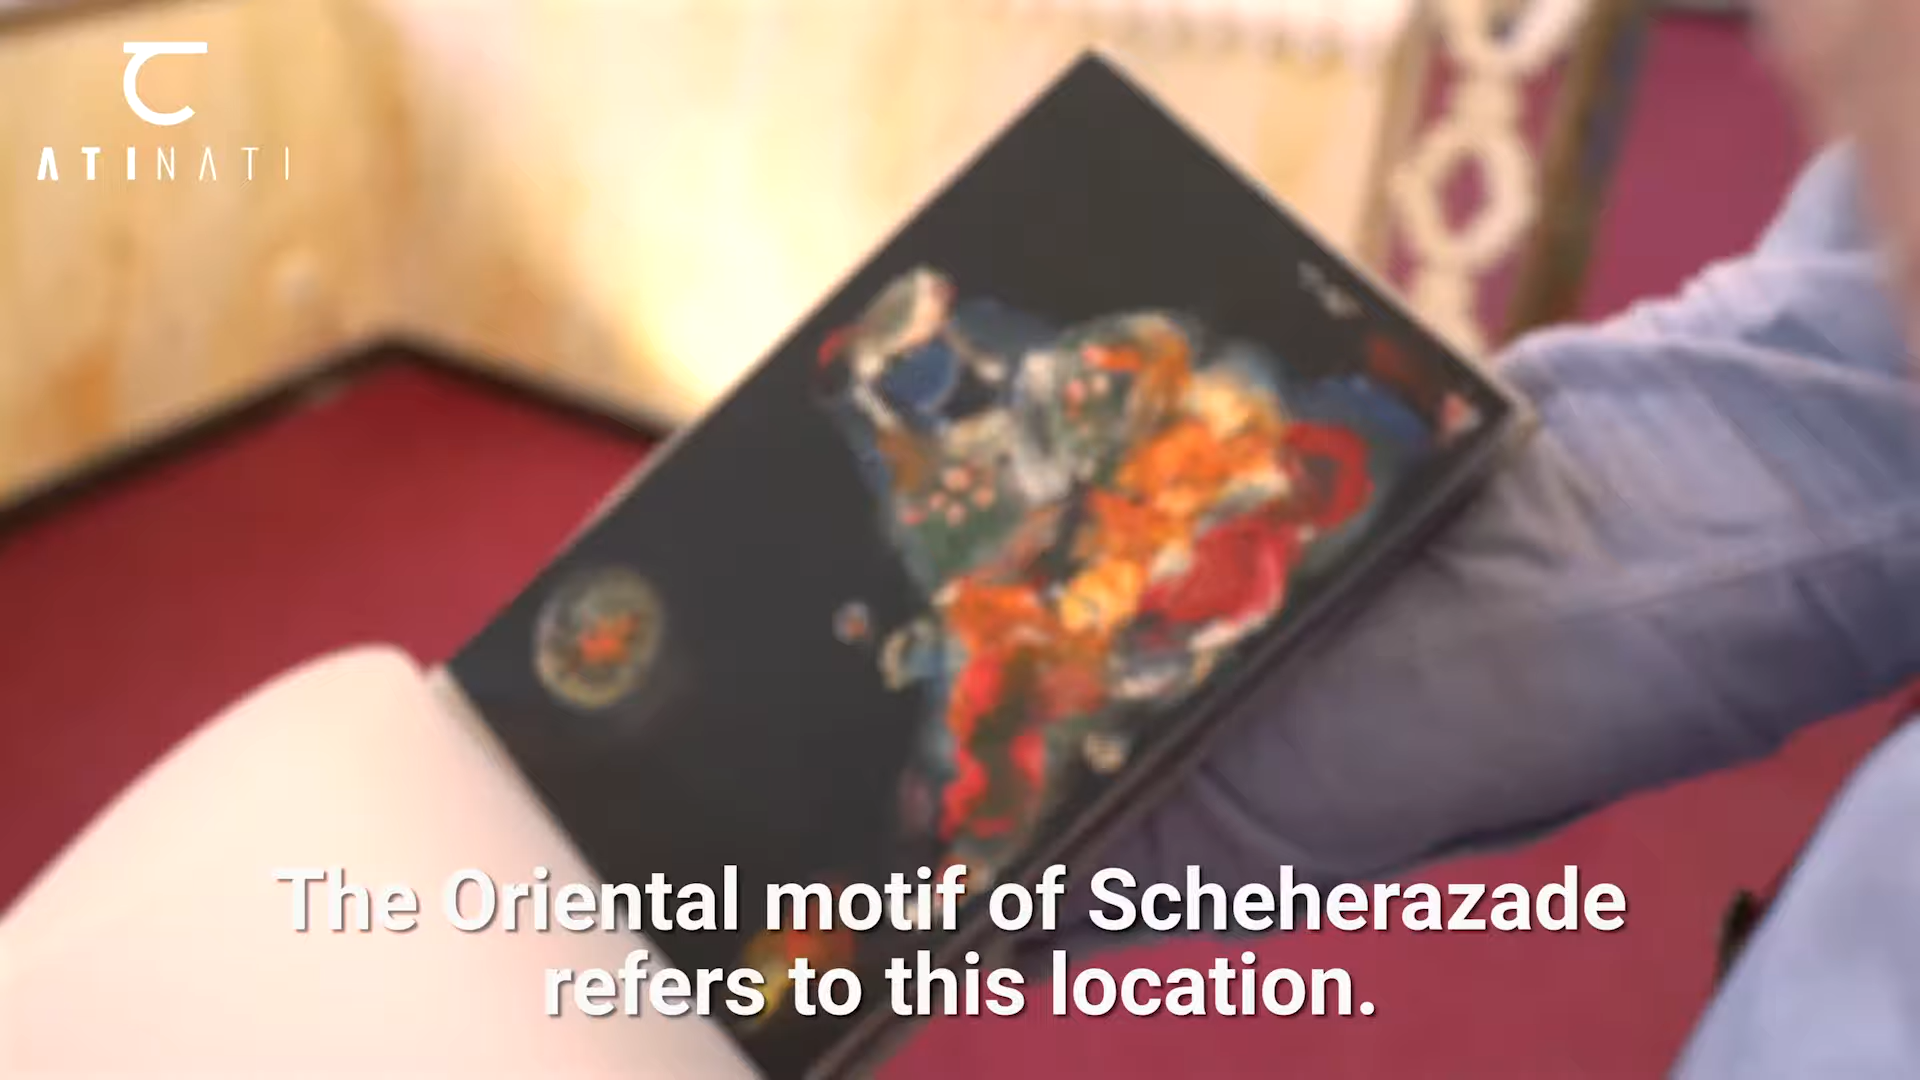 ATINATI
The Oriental motif of Scheherazade
refers to this location.